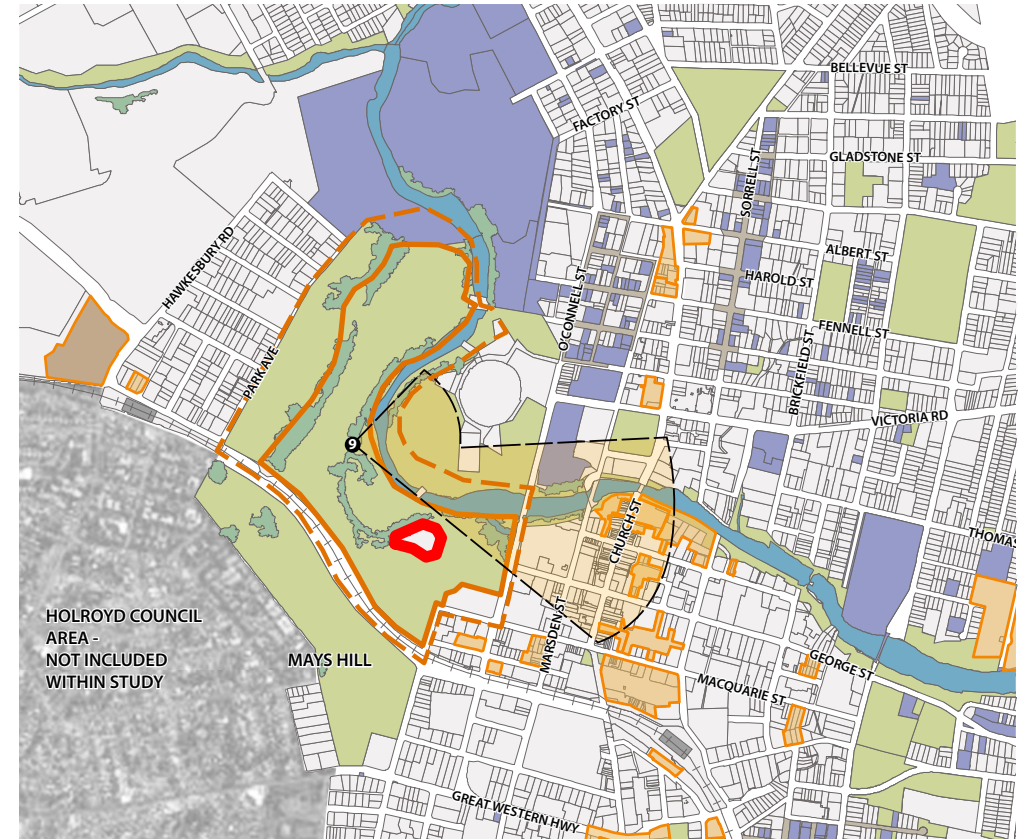 BELLEVUE ST
FACTORY ST
GLADSTONE ST
SORRELL ST
HAWKESBURY RD
ALBERT ST
HAROLD ST
O'CONNELL ST
FENNELL ST
PARK AVE
BRICKFIELD ST
VICTORIA RD
9
CHURCH ST
THOMAS
HOLROYD COUNCIL
AREA -
NOT INCLUDED
WITHIN STUDY
MAYS HILL
MARSDEN ST
GEORGE ST
MACQUARIE ST
GREAT WESTERN HWY